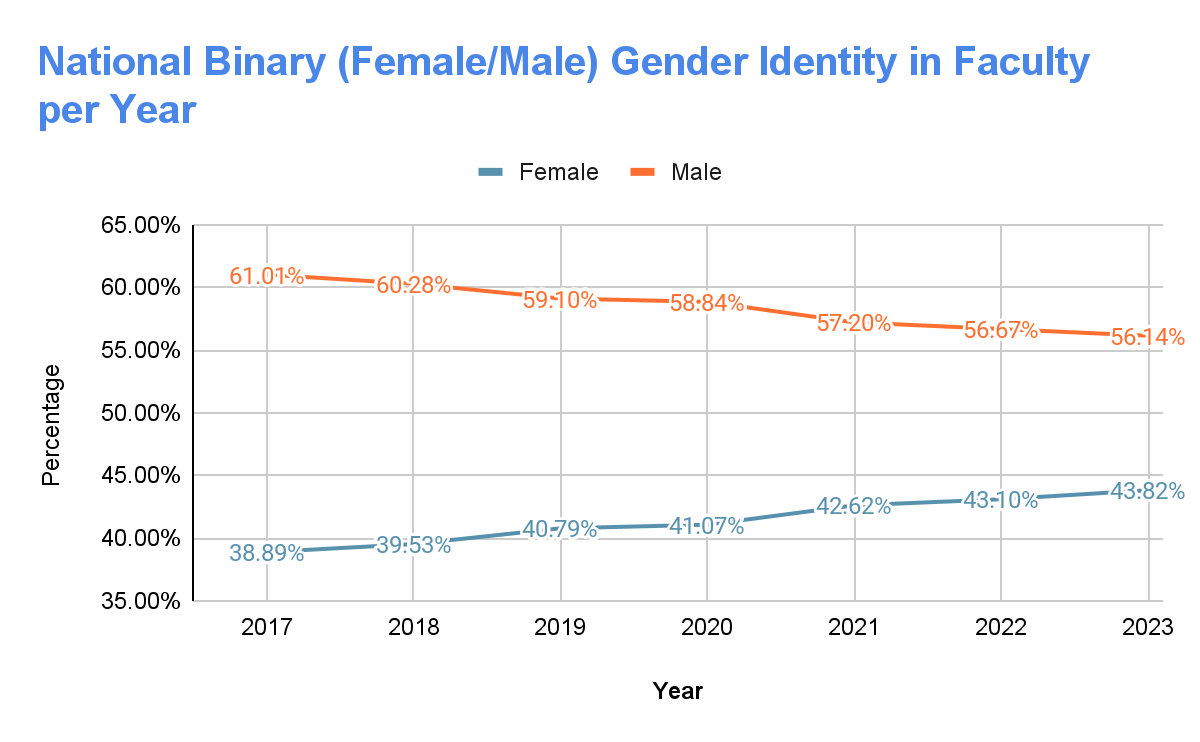 National Binary (Female/Male) Gender Identity in Faculty
per Year
Female Male
65.00%
60.00%
55.00%
50.00%
45.00%
40.00%
35.00%
Percentage
61.01% 60.28% 59.10% 58.84% 57.20% 56.67% 56.14%
38.89% 39.53% 40.79% 41.07% 42.62% 43.10% 43.82%
2017 2018 2019 2020 2021 2022 2023
Year